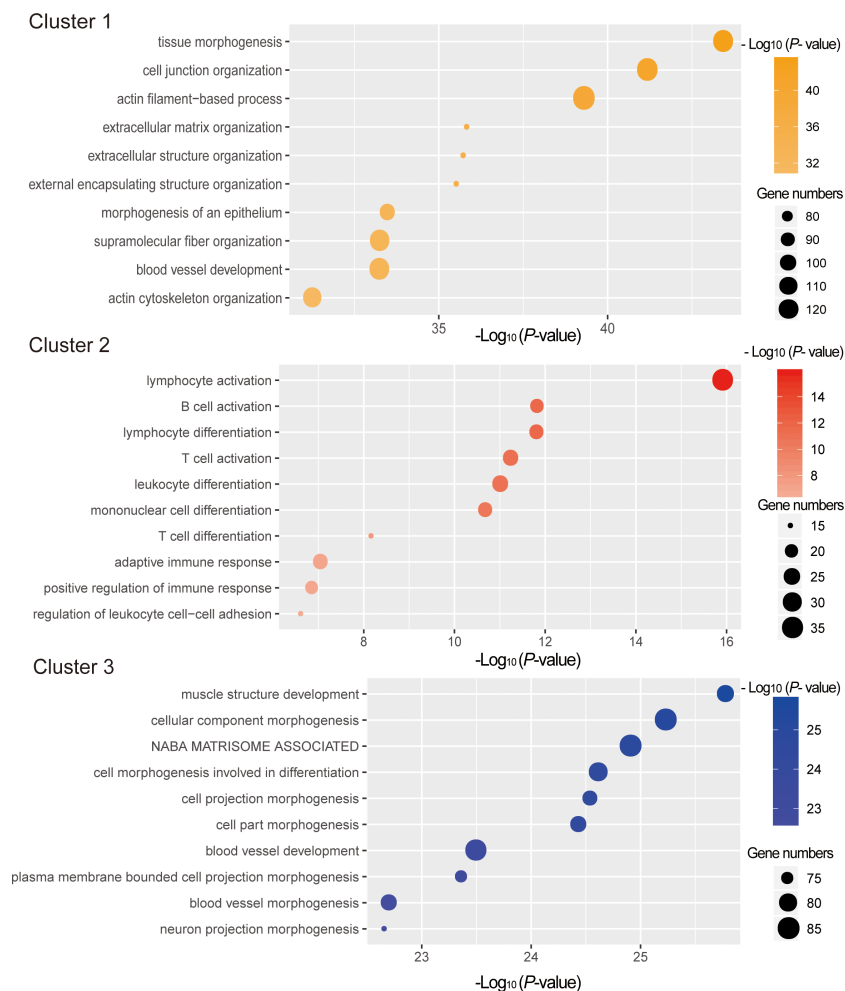 Cluster 1
tissue morphogenesis
cell junction organization
actin filament−based process
extracellular matrix organization
extracellular structure organization
external encapsulating structure organization
morphogenesis of an epithelium
supramolecular fiber organization
blood vessel development
actin cytoskeleton organization
35 40
-Log10 (P-value)
- Log10 (P- value)
40
36
32
Gene numbers
80
90
100
110
120
Cluster 2
lymphocyte activation
B cell activation
lymphocyte differentiation
T cell activation
leukocyte differentiation
mononuclear cell differentiation
T cell differentiation
adaptive immune response
positive regulation of immune response
regulation of leukocyte cell−cell adhesion
8 10 12 14 16
-Log10 (P-value)
- Log10 (P- value)
14
12
10
8
Gene numbers
15
20
25
30
35
Cluster 3
muscle structure development
cellular component morphogenesis
NABA MATRISOME ASSOCIATED
cell morphogenesis involved in differentiation
cell projection morphogenesis
cell part morphogenesis
blood vessel development
plasma membrane bounded cell projection morphogenesis
blood vessel morphogenesis
neuron projection morphogenesis
23 24 25
-Log10 (P-value)
- Log10 (P- value)
25
24
23
Gene numbers
75
80
85